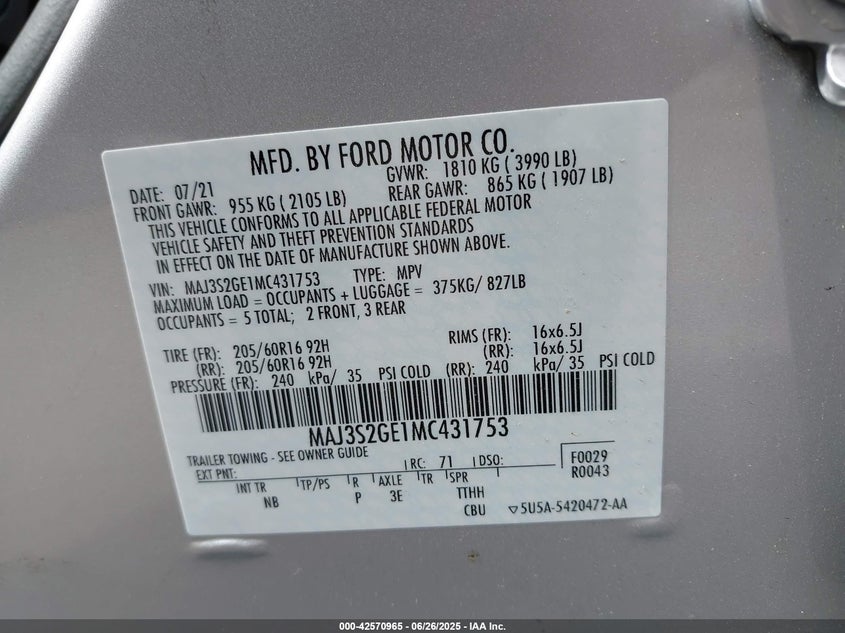 MFD. BY FORD MOTOR CO.
DATE: 07/21 GVWR: 1810 KG ( 3990 LB)
FRONT GAWR: 955 KG ( 2105 LB) REAR GAWR: 865 KG ( 1907 LB)
THIS VEHICLE CONFORMS TO ALL APPLICABLE FEDERAL MOTOR
VEHICLE SAFETY AND THEFT PREVENTION STANDARDS
IN EFFECT ON THE DATE OF MANUFACTURE SHOWN ABOVE.
VIN: MAJ3S2GE1MC431753 TYPE: MPV
MAXIMUM LOAD = OCCUPANTS + LUGGAGE = 375KG/ 827LB
OCCUPANTS = 5 TOTAL; 2 FRONT, 3 REAR
TIRE (FR): 205/60R16 92H RIMS (FR): 16x6.5J
(RR): 205/60R16 92H (RR): 16x6.5J
PRESSURE (FR): 240 kPa/ 35 PSI COLD (RR): 240 kPa/ 35 PSI COLD
MAJ3S2GE1MC431753
TRAILER TOWING - SEE OWNER GUIDE
EXT PNT: RC: 71 DSO: F0029
R0043
INT TR TP/PS R AXLE TR SPR
NB P 3E TTHH
CBU 5U5A-5420472-AA
000-42570965 - 06/26/2025 - IAA Inc.